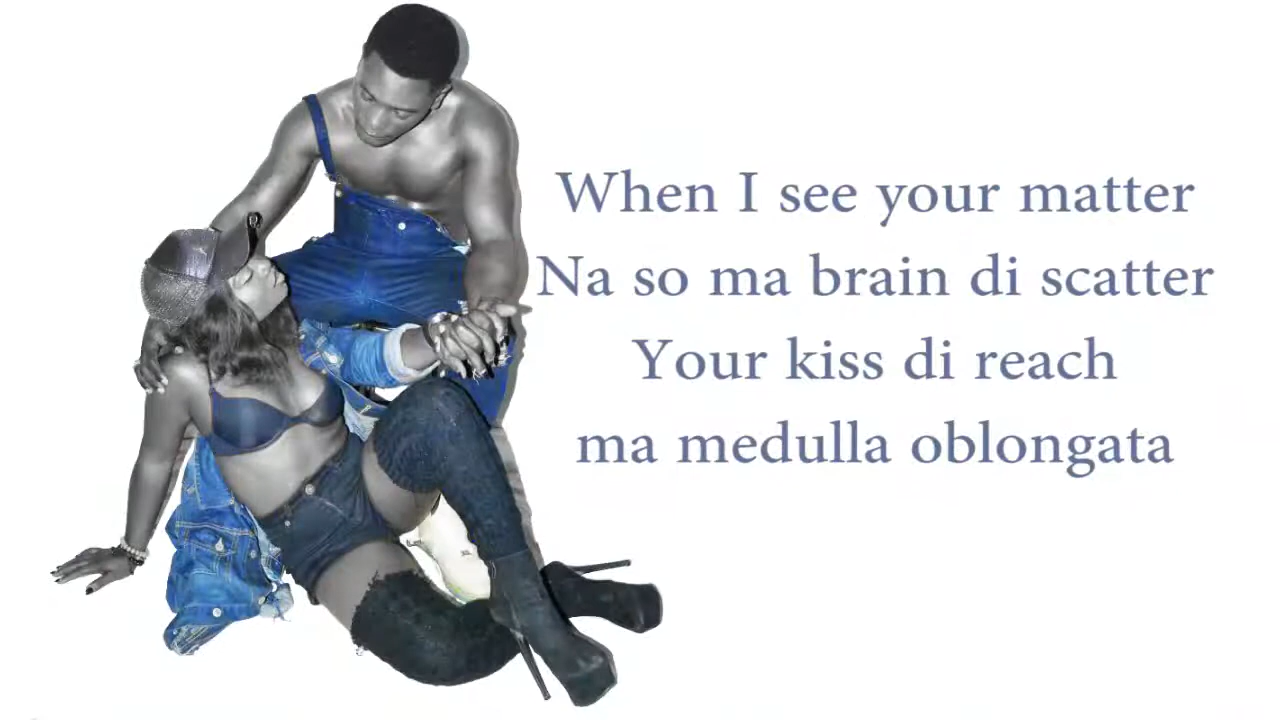 When I see your matter
Na so ma brain di scatter
Your kiss di reach
ma medulla oblongata